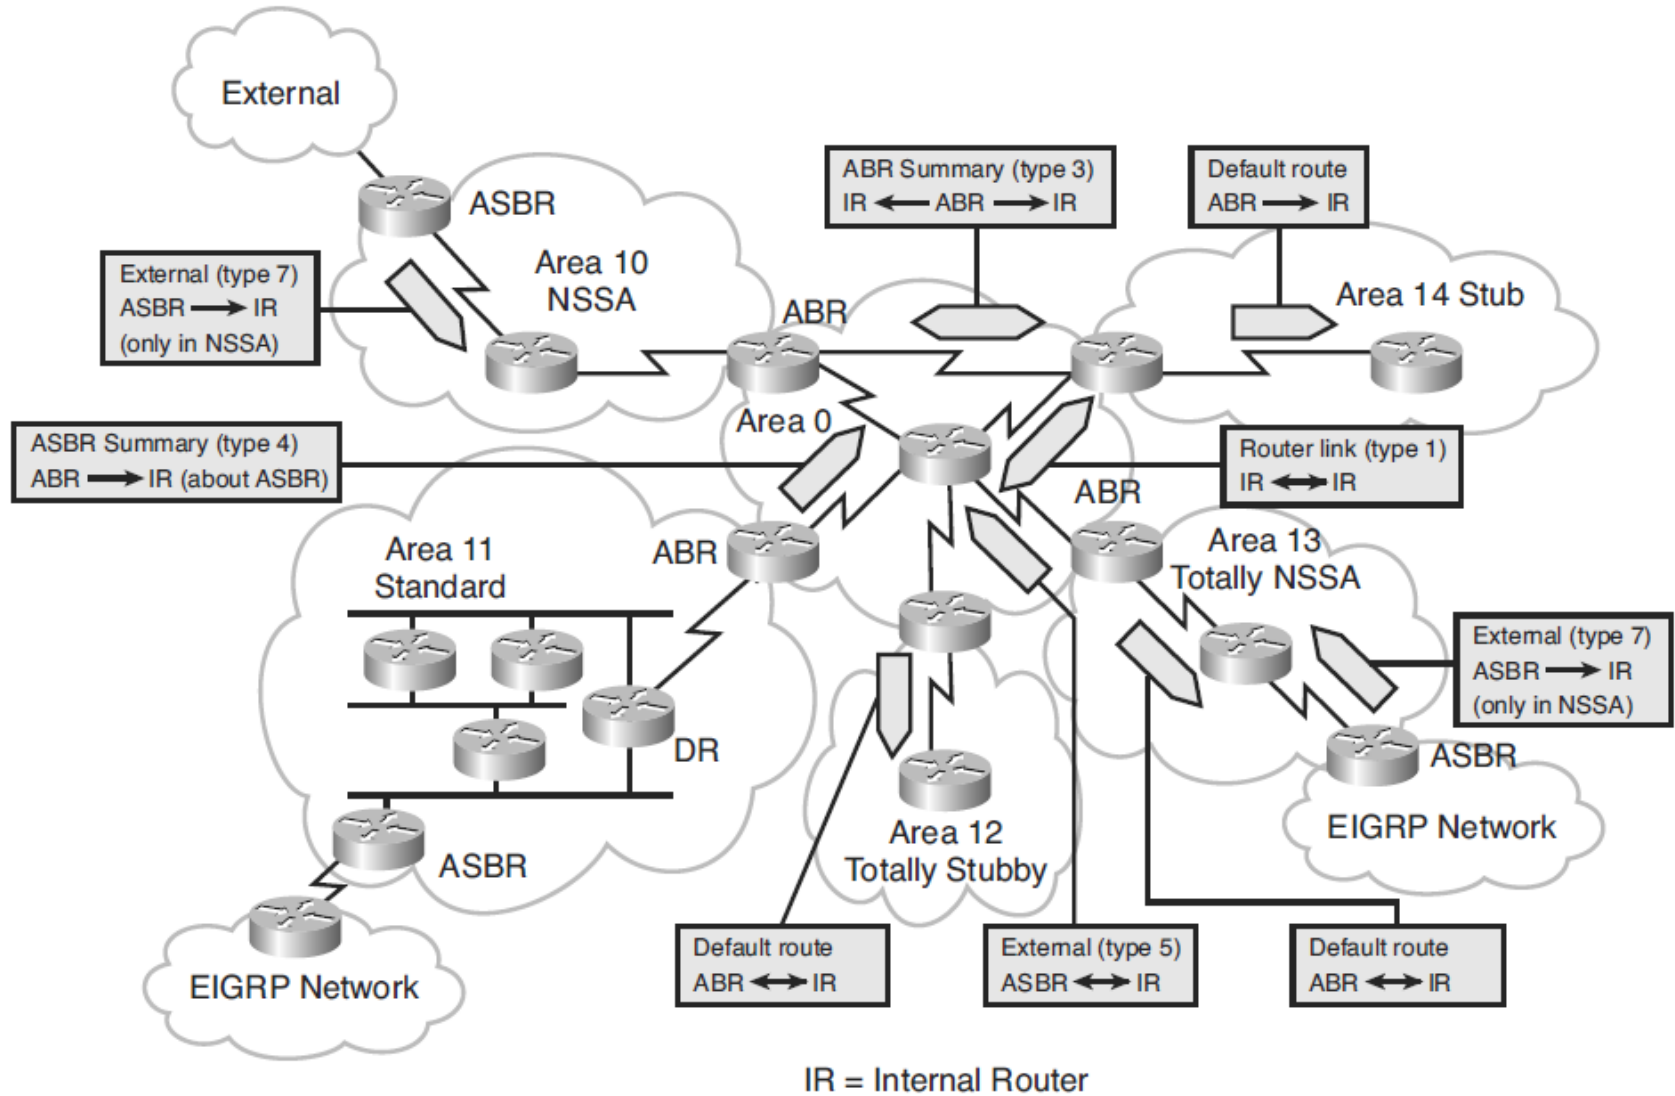 External
ASBR
ABR Summary (type 3)
IR ABR IR
Default route
ABR IR
External (type 7)
ASBR IR
(only in NSSA)
Area 10
NSSA
ABR
Area 14 Stub
Area 0
ASBR Summary (type 4)
ABR IR (about ASBR)
Router link (type 1)
IR IR
ABR
Area 11
Standard
ABR
Area 13
Totally NSSA
External (type 7)
ASBR IR
(only in NSSA)
DR
ASBR
EIGRP Network
Area 12
Totally Stubby
ASBR
EIGRP Network
Default route
ABR IR
External (type 5)
ASBR IR
Default route
ABR IR
IR = Internal Router